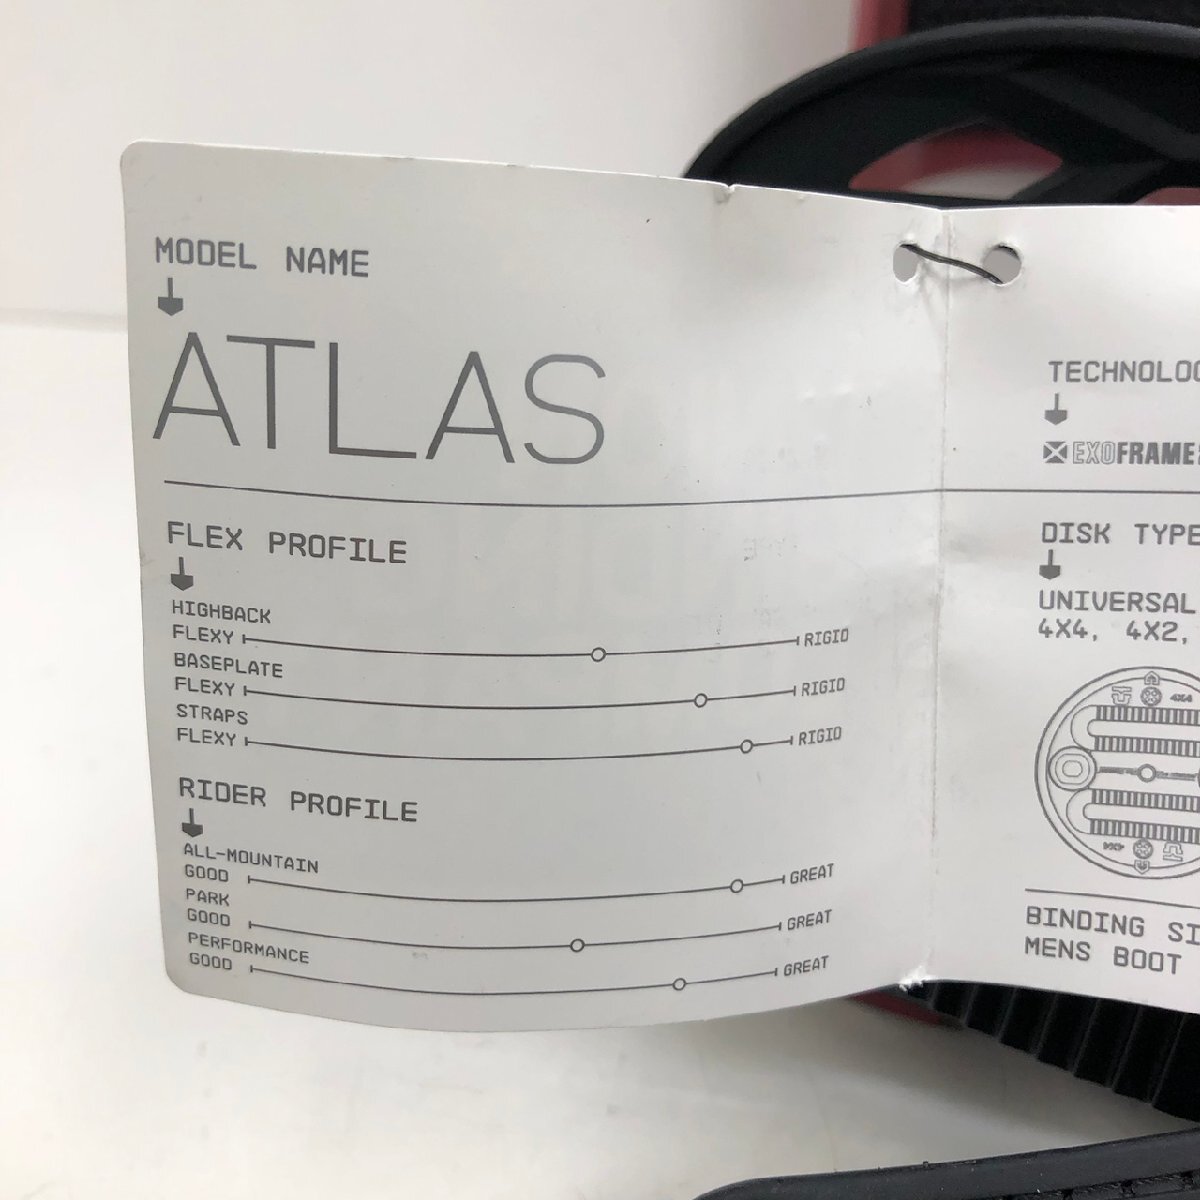 MODEL NAME
ATLAS
FLEX PROFILE
HIGHBACK
FLEXY RIGID
BASEPLATE
FLEXY RIGID
STRAPS
FLEXY RIGID
RIDER PROFILE
ALL-MOUNTAIN
GOOD GREAT
PARK
GOOD GREAT
PERFORMANCE
GOOD GREAT
TECHNOLOG
EXOFRAME
DISK TYPE
UNIVERSAL
4X4, 4X2,
4X4
BINDING SI
MENS BOOT